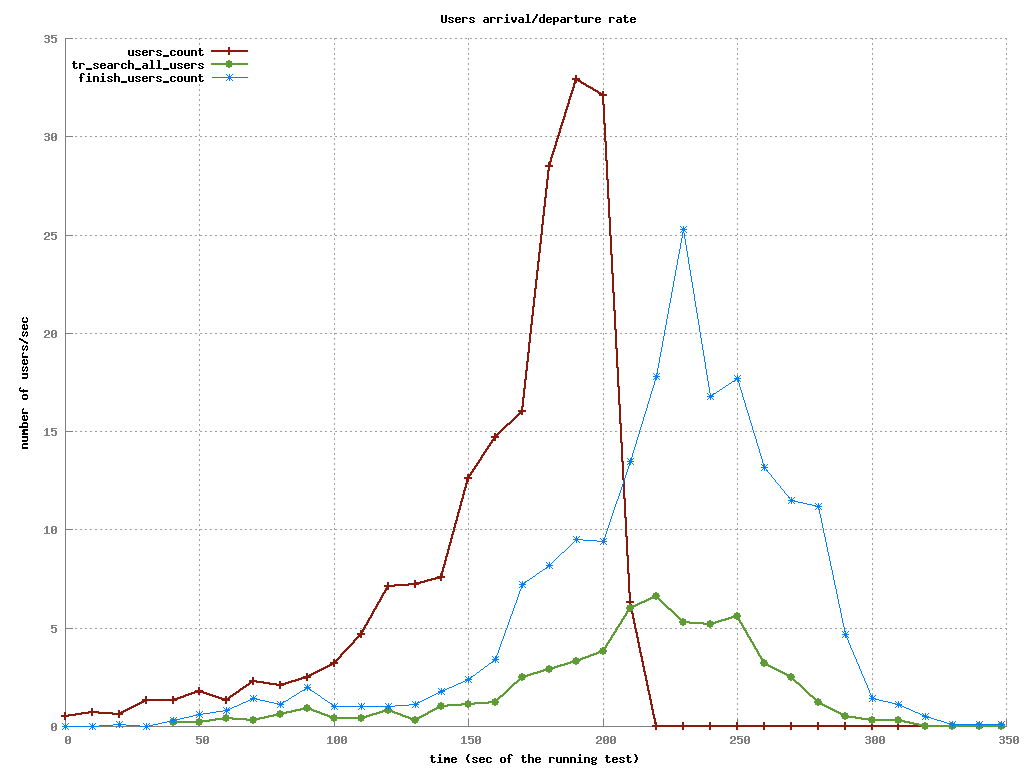 Users arrival/departure rate
users_count
tr_search_all_users
finish_users_count
35
30
25
20
15
10
5
0
number of users/sec
0 50 100 150 200 250 300 350
time (sec of the running test)